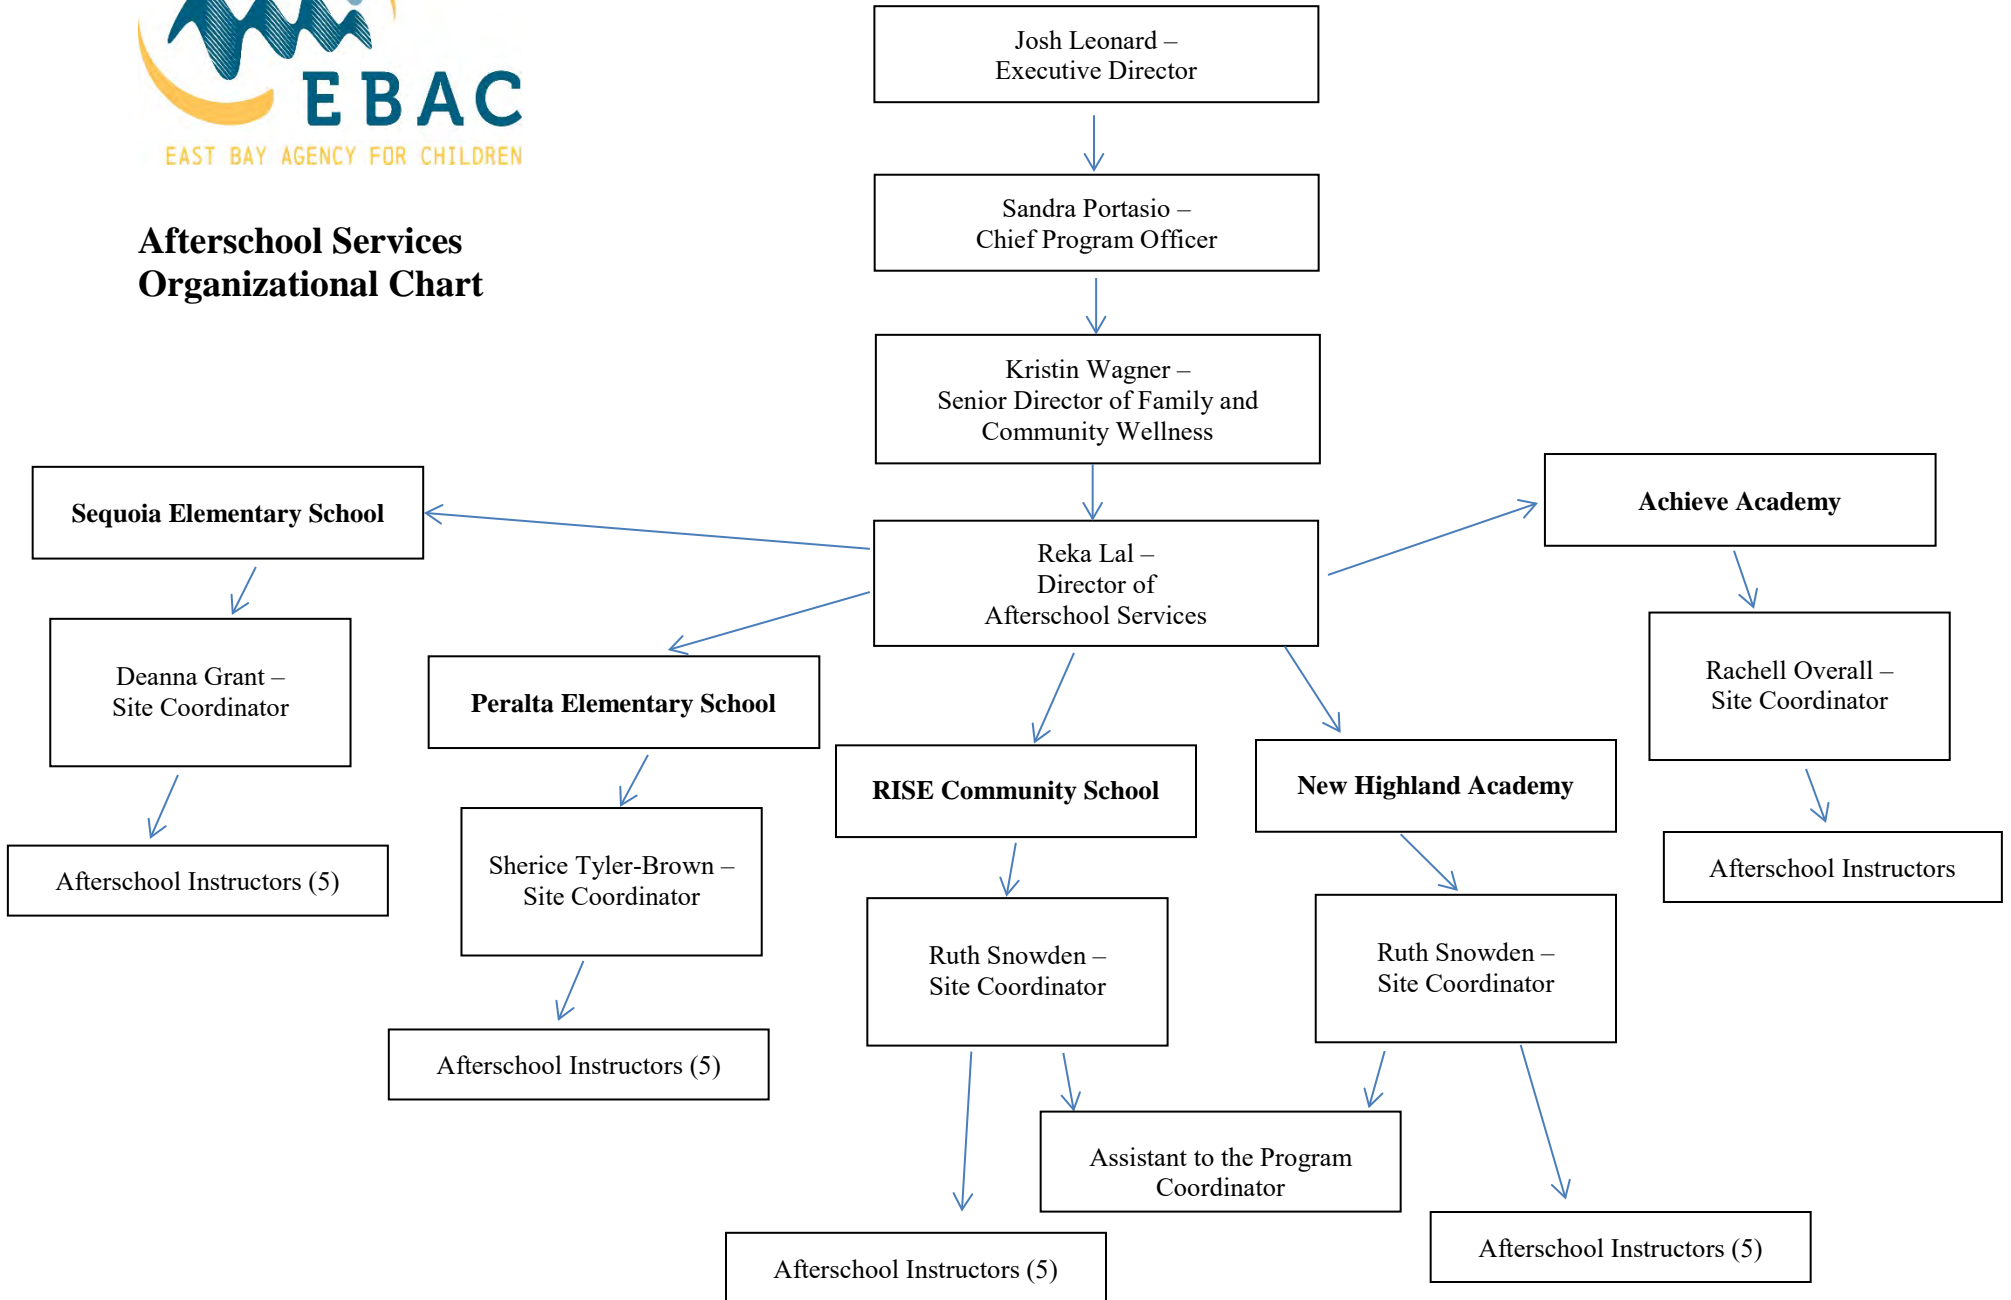 EBAC
EAST BAY AGENCY FOR CHILDREN
Afterschool Services
Organizational Chart
Josh Leonard –
Executive Director
Sandra Portasio –
Chief Program Officer
Kristin Wagner –
Senior Director of Family and
Community Wellness
Reka Lal –
Director of
Afterschool Services
Sequoia Elementary School
Deanna Grant –
Site Coordinator
Afterschool Instructors (5)
Peralta Elementary School
Sherice Tyler-Brown –
Site Coordinator
Afterschool Instructors (5)
RISE Community School
Ruth Snowden –
Site Coordinator
Afterschool Instructors (5)
Assistant to the Program
Coordinator
New Highland Academy
Ruth Snowden –
Site Coordinator
Afterschool Instructors (5)
Achieve Academy
Rachell Overall –
Site Coordinator
Afterschool Instructors